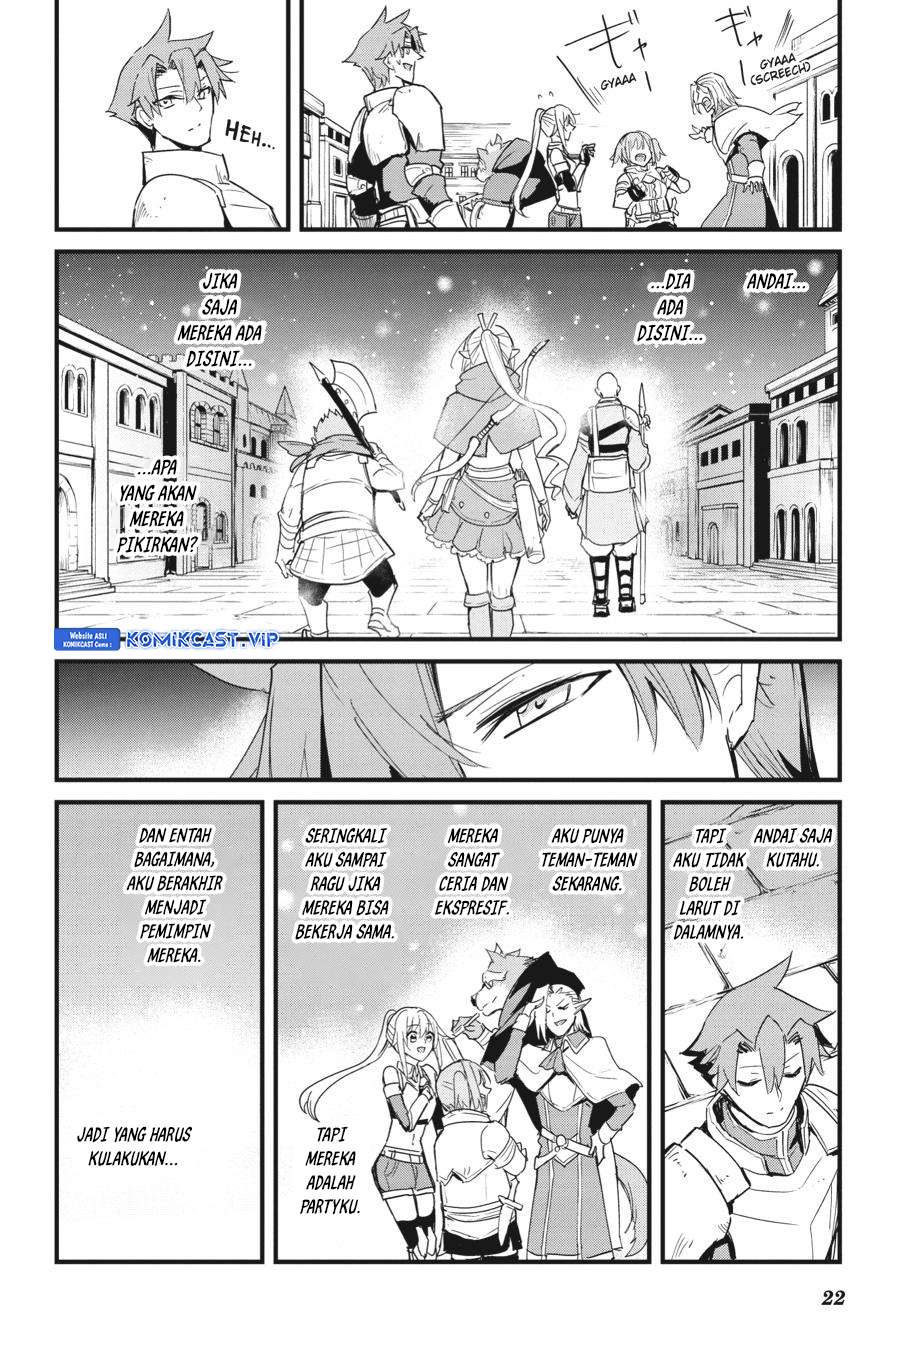 ギャ
GYAAA
(SCREECH)
ギャ
GYAAA
HEH...
ANDAI...
...DIA
ADA
DISINI...
JIKA
SAJA
MEREKA ADA
DISINI...
...APA
YANG AKAN
MEREKA
PIKIRKAN?
Website ASLI
KOMIKCAST Cuma :
KOMIKCAST.VIP
ANDAI SAJA
KUTAHU.
TAPI
AKU TIDAK
BOLEH
LARUT DI
DALAMNYA.
AKU PUNYA
TEMAN-TEMAN
SEKARANG.
MEREKA
SANGAT
CERIA DAN
EKSPRESIF.
SERINGKALI
AKU SAMPAI
RAGU JIKA
MEREKA BISA
BEKERJA SAMA.
TAPI
MEREKA
ADALAH
PARTYKU.
DAN ENTAH
BAGAIMANA,
AKU BERAKHIR
MENJADI
PEMIMPIN
MEREKA.
JADI YANG HARUS
KULAKUKAN...
22